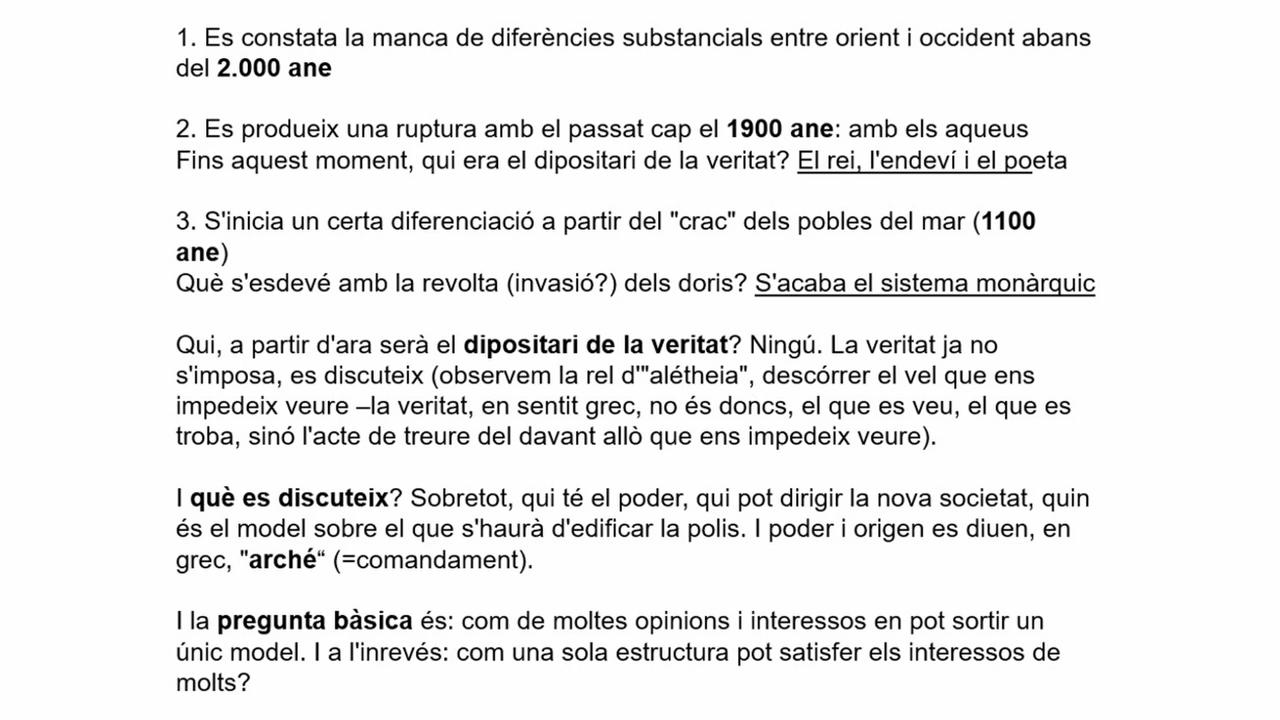 1. Es constata la manca de diferències substancials entre orient i occident abans
del 2.000 ane
2. Es produeix una ruptura amb el passat cap el 1900 ane: amb els aqueus
Fins aquest moment, qui era el dipositari de la veritat? El rei, l'endeví i el poeta
3. S'inicia un certa diferenciació a partir del "crac" dels pobles del mar (1100
ane)
Què s'esdevé amb la revolta (invasió?) dels doris? S'acaba el sistema monàrquic
Qui, a partir d'ara serà el dipositari de la veritat? Ningú. La veritat ja no
s'imposa, es discuteix (observem la rel d'"alétheia", descórrer el vel que ens
impedeix veure –la veritat, en sentit grec, no és doncs, el que es veu, el que es
troba, sinó l'acte de treure del davant allò que ens impedeix veure).
I què es discuteix? Sobretot, qui té el poder, qui pot dirigir la nova societat, quin
és el model sobre el que s'haurà d'edificar la polis. I poder i origen es diuen, en
grec, "arché“ (=comandament).
I la pregunta bàsica és: com de moltes opinions i interessos en pot sortir un
únic model. I a l'inrevés: com una sola estructura pot satisfer els interessos de
molts?